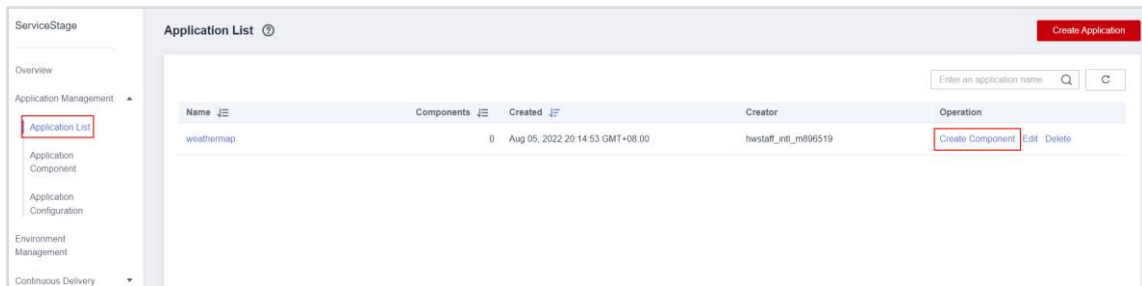 ServiceStage
Overview
Application Management
Application List
Application
Component
Application
Configuration
Environment
Management
Continuous Delivery
Application List
Create Application
Enter an application name
Name Components Created Creator Operation
weathermap 0 Aug 05, 2022 20:14:53 GMT+08:00 hwstaff_intl_m896519 Create Component Edit Delete